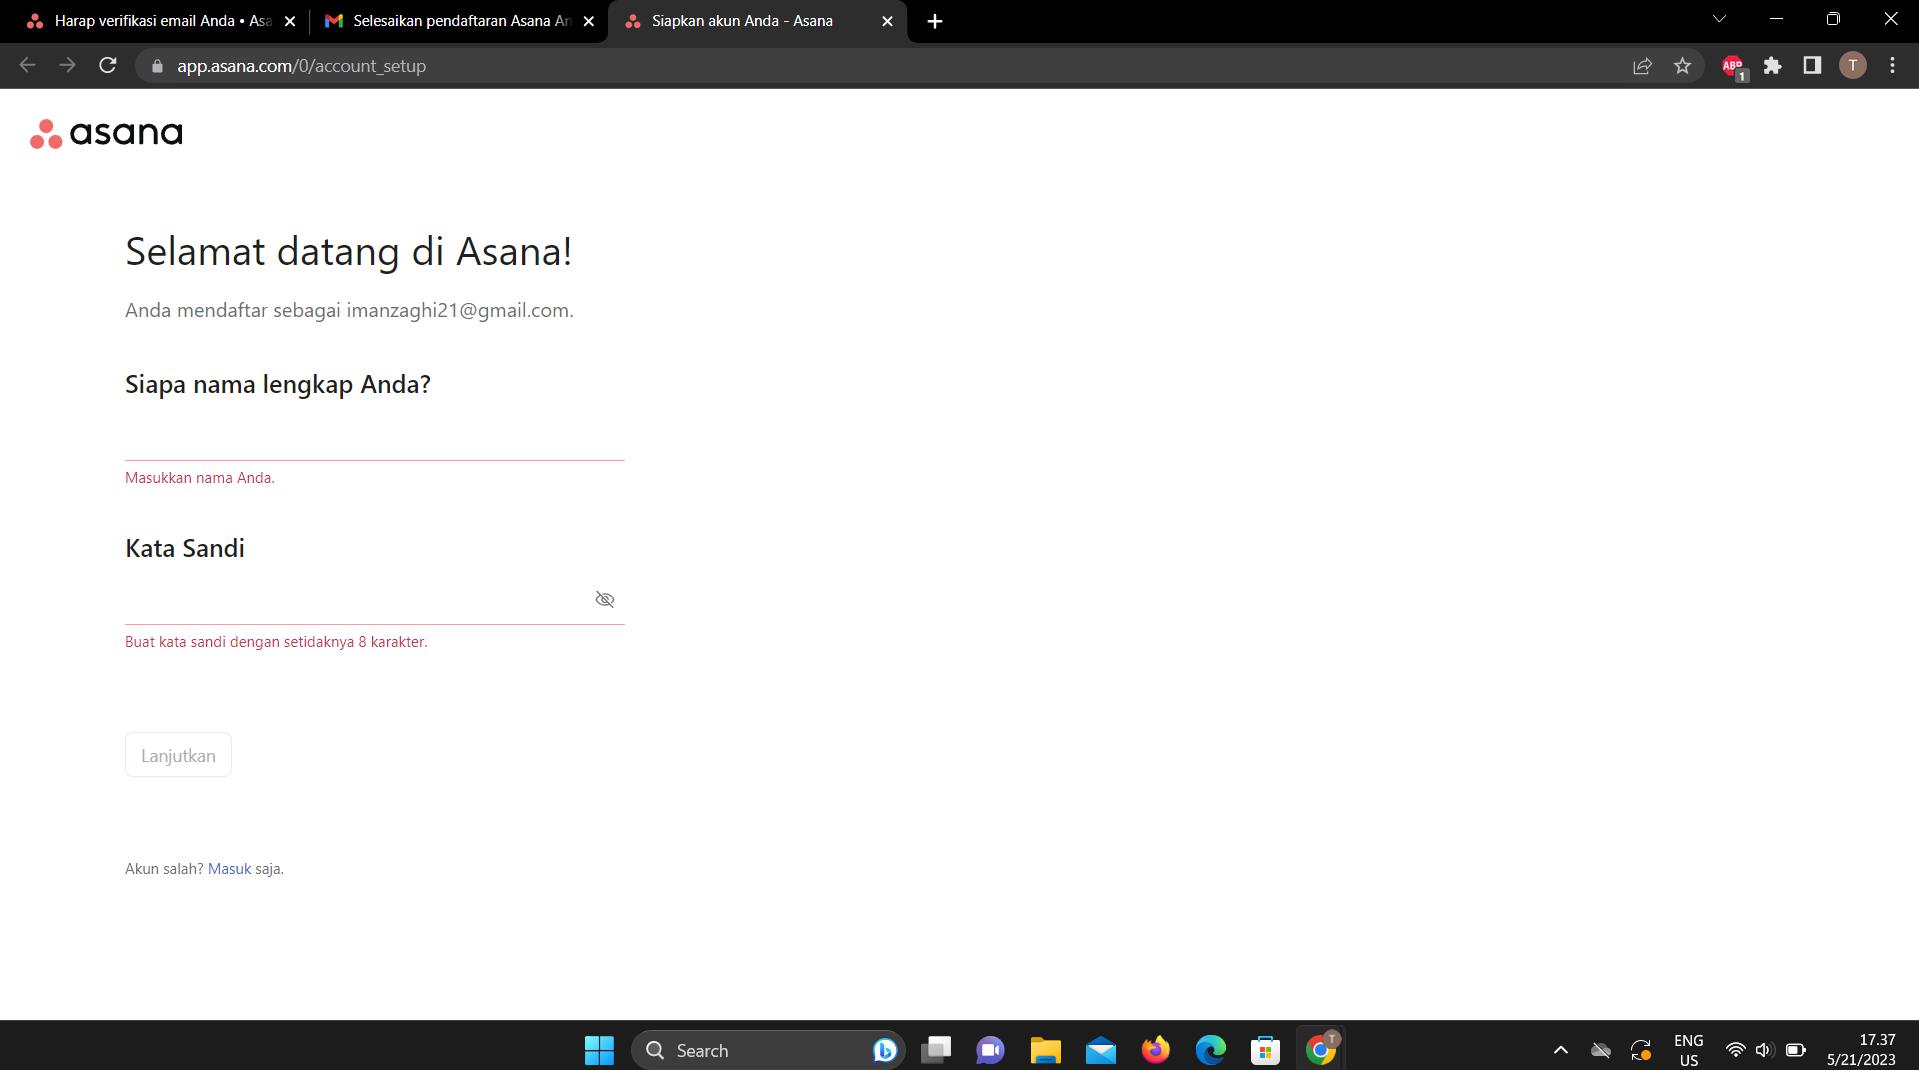 Harap verifikasi email Anda • Asa
Selesaikan pendaftaran Asana An
Siapkan akun Anda - Asana
app.asana.com/0/account_setup
ABP
1
T
asana
Selamat datang di Asana!
Anda mendaftar sebagai imanzaghi21@gmail.com.
Siapa nama lengkap Anda?
Masukkan nama Anda.
Kata Sandi
Buat kata sandi dengan setidaknya 8 karakter.
Lanjutkan
Akun salah? Masuk saja.
Search
T
ENG
US
17.37
5/21/2023